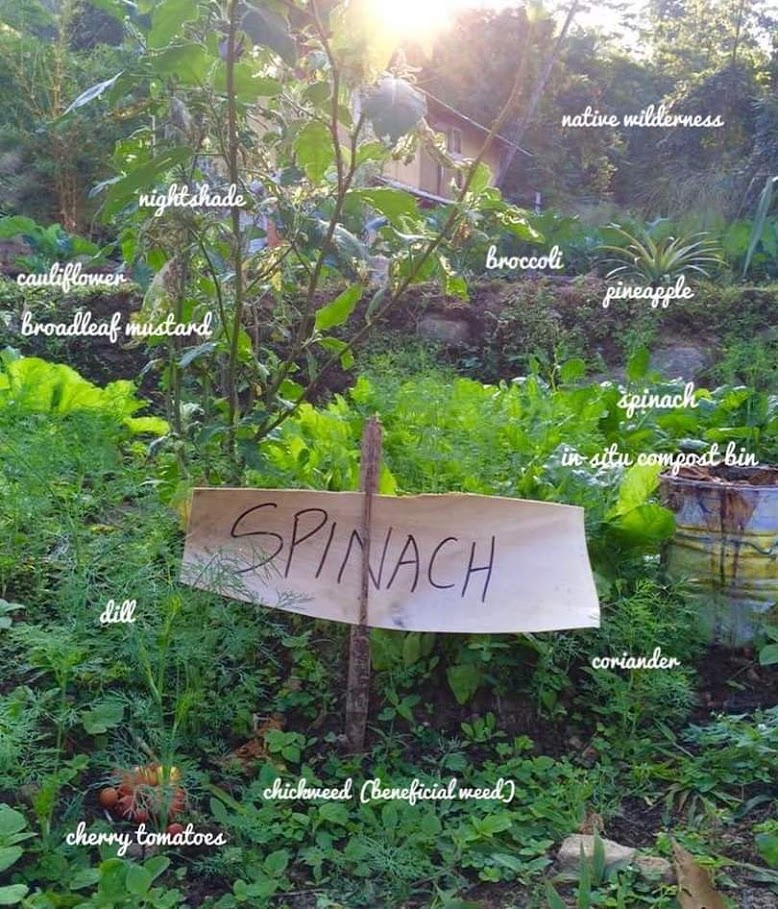 native wilderness
nightshade
broccoli
cauliflower
pineapple
broadleaf mustard
spinach
in-situ compost bin
SPINACH
dill
coriander
chickweed (beneficial weed)
cherry tomatoes